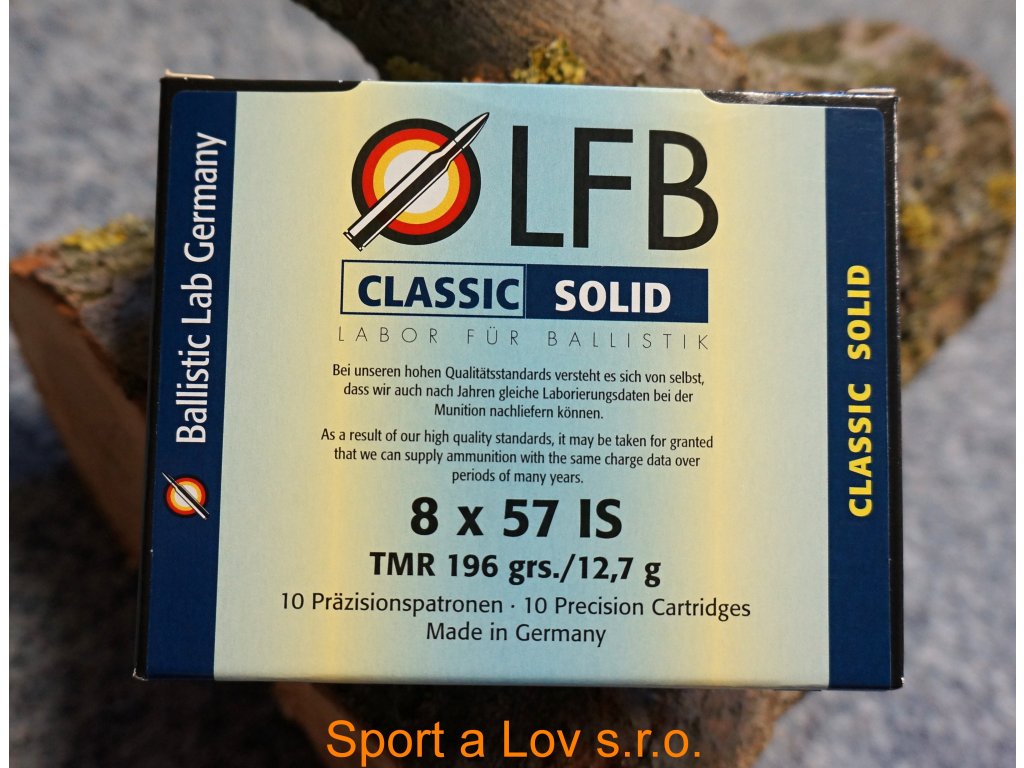 Ballistic Lab Germany
LFB
CLASSIC SOLID
LABOR FÜR BALLISTIK
Bei unseren hohen Qualitätsstandards versteht es sich von selbst,
dass wir auch nach Jahren gleiche Laborierungsdaten bei der
Munition nachliefern können.
As a result of our high quality standards, it may be taken for granted
that we can supply ammunition with the same charge data over
periods of many years.
8 x 57 IS
TMR 196 grs./12,7 g
10 Präzisionspatronen · 10 Precision Cartridges
Made in Germany
CLASSIC SOLID
Sport a Lov s.r.o.